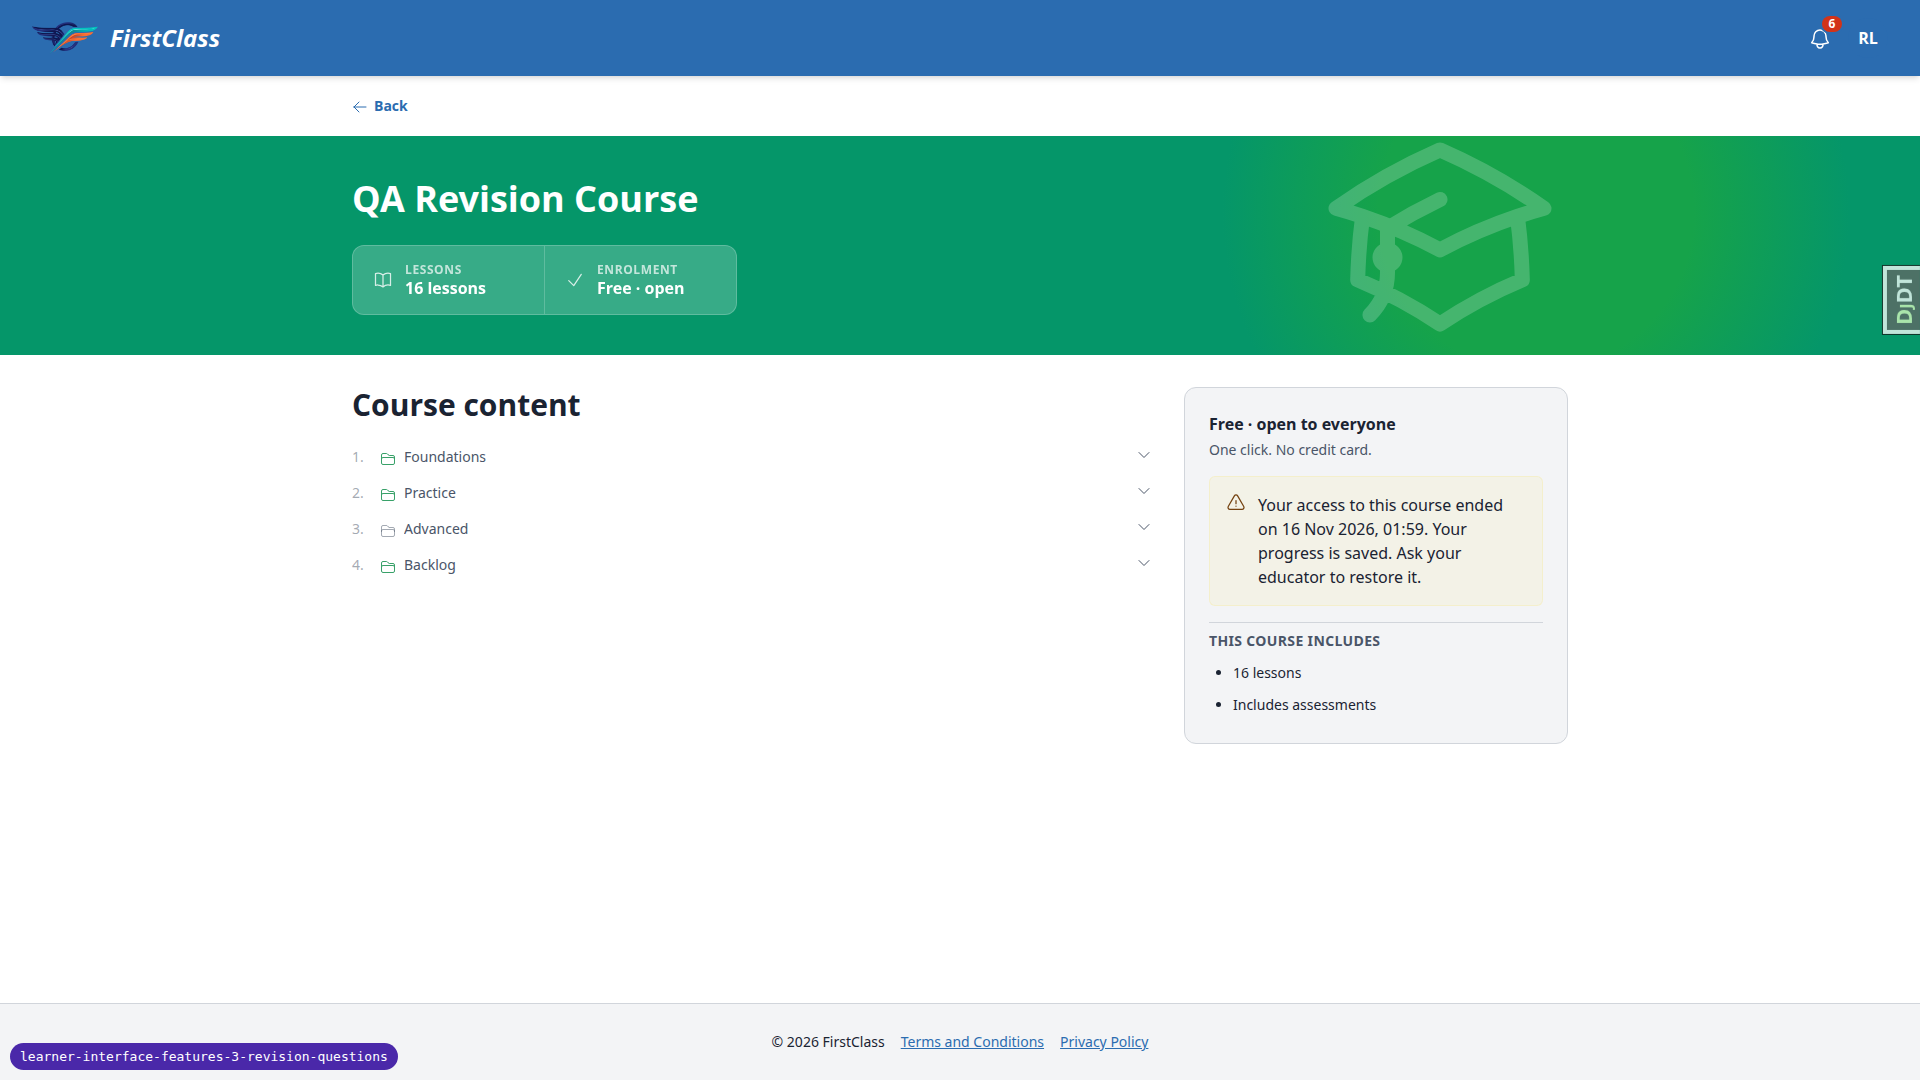 FirstClass
6
RL
Back
QA Revision Course
LESSONS
16 lessons
ENROLMENT
Free · open
DjDT
Course content
1. Foundations
2. Practice
3. Advanced
4. Backlog
Free · open to everyone
One click. No credit card.
Your access to this course ended
on 16 Nov 2026, 01:59. Your
progress is saved. Ask your
educator to restore it.
THIS COURSE INCLUDES
• 16 lessons
• Includes assessments
© 2026 FirstClass Terms and Conditions Privacy Policy
learner-interface-features-3-revision-questions